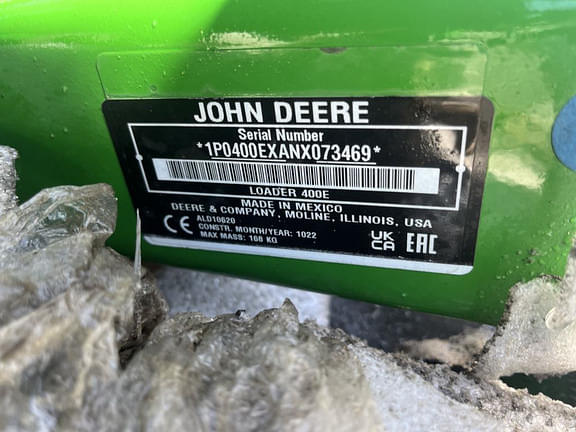 JOHN DEERE
Serial Number
*1P0400EXANX073469*
LOADER 400E
MADE IN MEXICO
DEERE & COMPANY, MOLINE, ILLINOIS, USA
ALD10620
CONSTR. MONTH/YEAR: 1022
MAX MASS: 168 KG
CE UK CA EAC